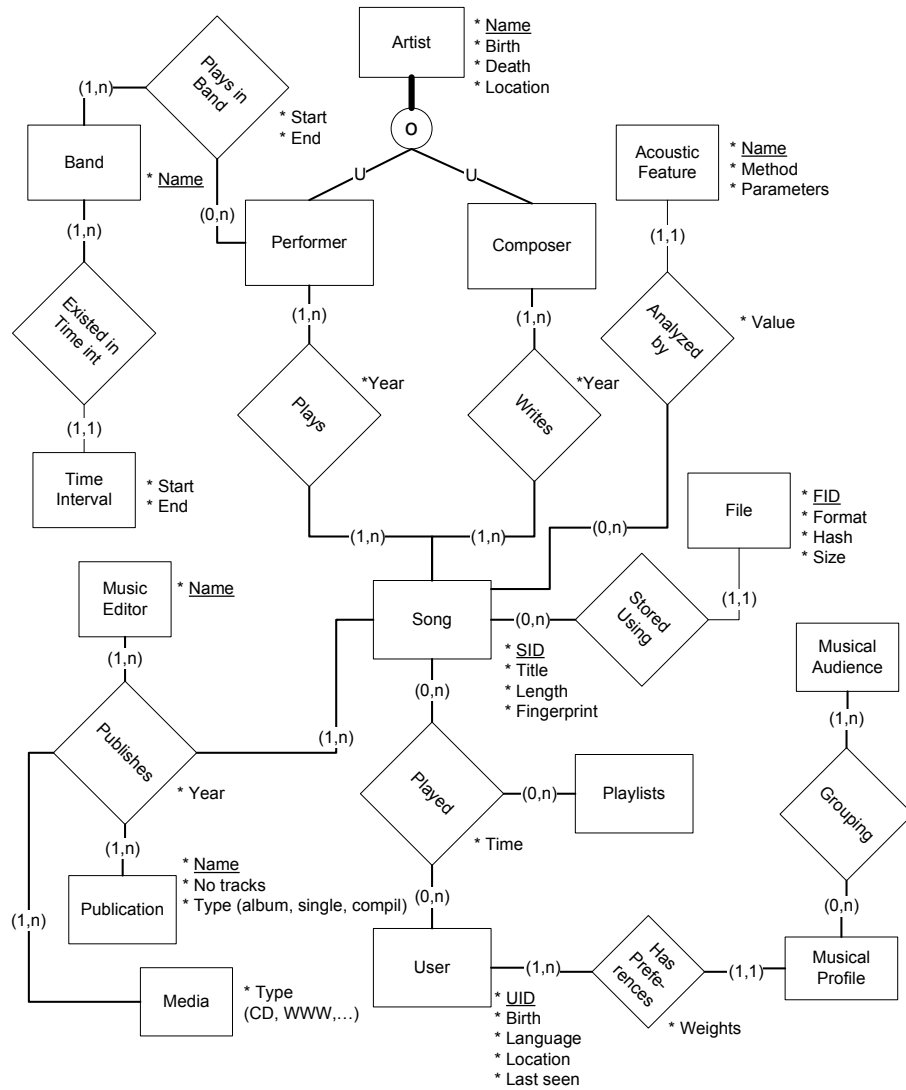 Artist
* Name
* Birth
* Death
* Location
Plays in
Band
* Start
* End
(1,n)
(0,n)
O
U
U
Band
* Name
Performer
Composer
Acoustic
Feature
* Name
* Method
* Parameters
(1,n)
(1,n)
(1,n)
(1,1)
Existed in
Time int
Plays
*Year
Writes
*Year
Analyzed
by
* Value
(1,1)
Time
Interval
* Start
* End
(1,n)
(1,n)
(0,n)
File
* FID
* Format
* Hash
* Size
Music
Editor
* Name
Song
* SID
* Title
* Length
* Fingerprint
(0,n)
Stored
Using
(1,1)
(1,n)
(0,n)
Musical
Audience
(1,n)
Publishes
* Year
(1,n)
Played
* Time
(0,n)
Playlists
Grouping
(1,n)
Publication
* Name
* No tracks
* Type (album, single, compil)
(1,n)
(0,n)
(0,n)
Media
* Type
(CD, WWW,…)
User
* UID
* Birth
* Language
* Location
* Last seen
(1,n)
Has
Prefe-
rences
* Weights
(1,1)
Musical
Profile